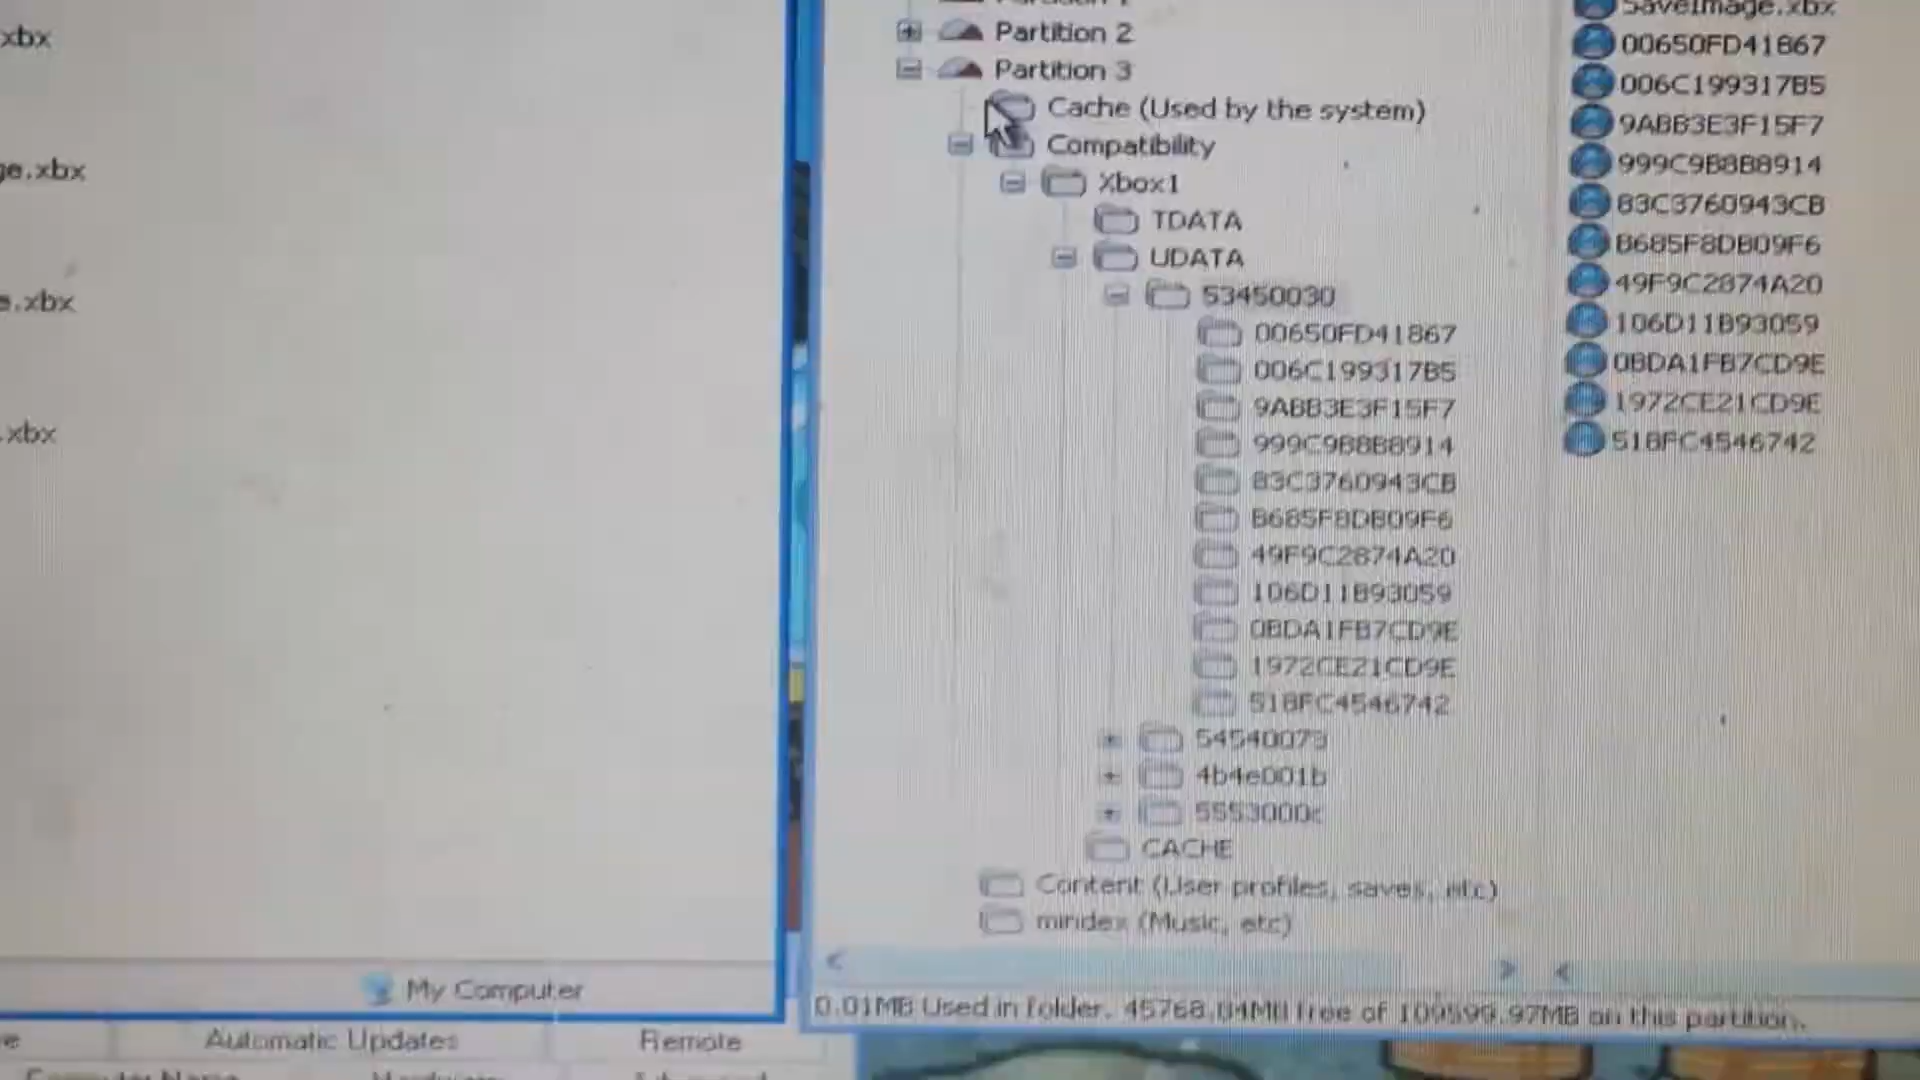 xbx
ge.xbx
e.xbx
.xbx
My Computer
Automatic Updates
Remote
Partition 2
Partition 3
Cache (Used by the system)
Compatibility
Xbox1
TDATA
UDATA
53450030
00650FD41867
006C199317B5
9ABB3E3F15F7
999C9B8B8914
83C3760943CB
B685F8DB09F6
49F9C2874A20
106D11B93059
0BDA1FB7CD9E
1972CE21CD9E
518FC4546742
54540073
4b4e001b
5553000c
CACHE
Content (User profiles, saves, etc)
mindex (Music, etc)
0.01MB Used in folder. 45768.04MB free of 109599.97MB on this partition.
SaveImage.xbx
00650FD41867
006C199317B5
9ABB3E3F15F7
999C9B8B8914
83C3760943CB
B685F8DB09F6
49F9C2874A20
106D11B93059
0BDA1FB7CD9E
1972CE21CD9E
518FC4546742